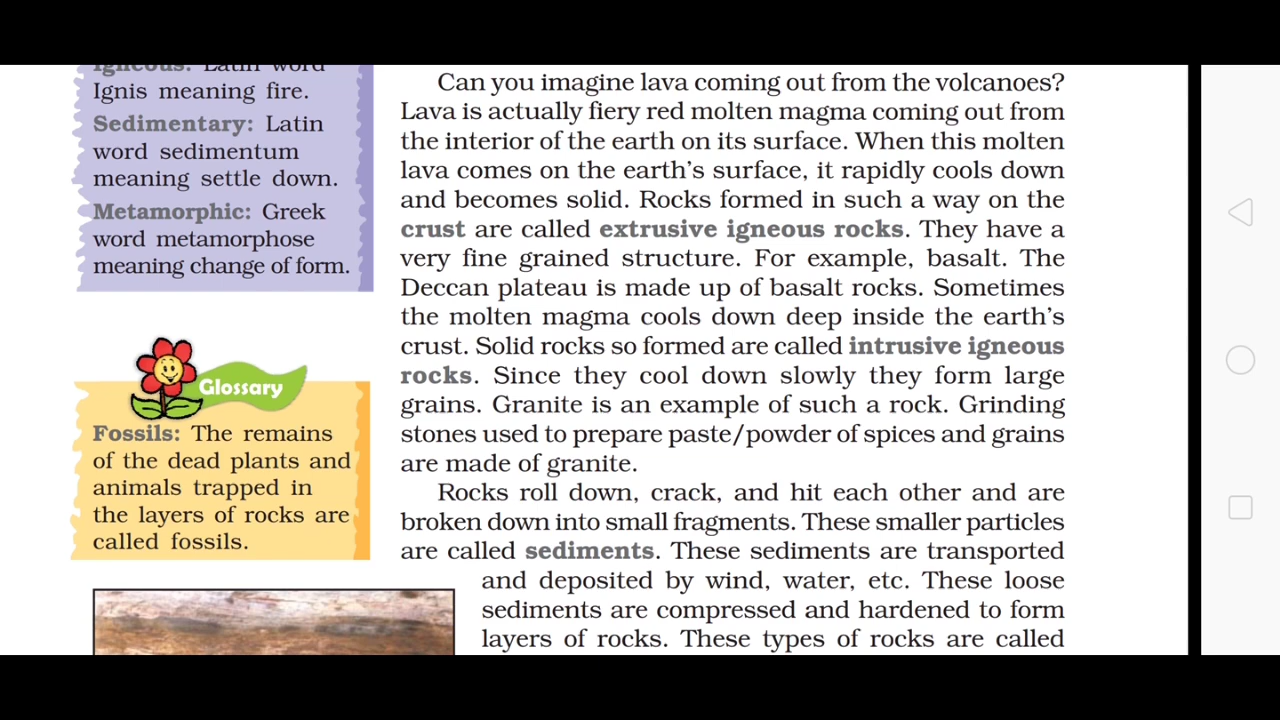 Igneous: Latin word
Ignis meaning fire.
Sedimentary: Latin
word sedimentum
meaning settle down.
Metamorphic: Greek
word metamorphose
meaning change of form.
Glossary
Fossils: The remains
of the dead plants and
animals trapped in
the layers of rocks are
called fossils.
Can you imagine lava coming out from the volcanoes?
Lava is actually fiery red molten magma coming out from
the interior of the earth on its surface. When this molten
lava comes on the earth's surface, it rapidly cools down
and becomes solid. Rocks formed in such a way on the
crust are called extrusive igneous rocks. They have a
very fine grained structure. For example, basalt. The
Deccan plateau is made up of basalt rocks. Sometimes
the molten magma cools down deep inside the earth's
crust. Solid rocks so formed are called intrusive igneous
rocks. Since they cool down slowly they form large
grains. Granite is an example of such a rock. Grinding
stones used to prepare paste/powder of spices and grains
are made of granite.
Rocks roll down, crack, and hit each other and are
broken down into small fragments. These smaller particles
are called sediments. These sediments are transported
and deposited by wind, water, etc. These loose
sediments are compressed and hardened to form
layers of rocks. These types of rocks are called